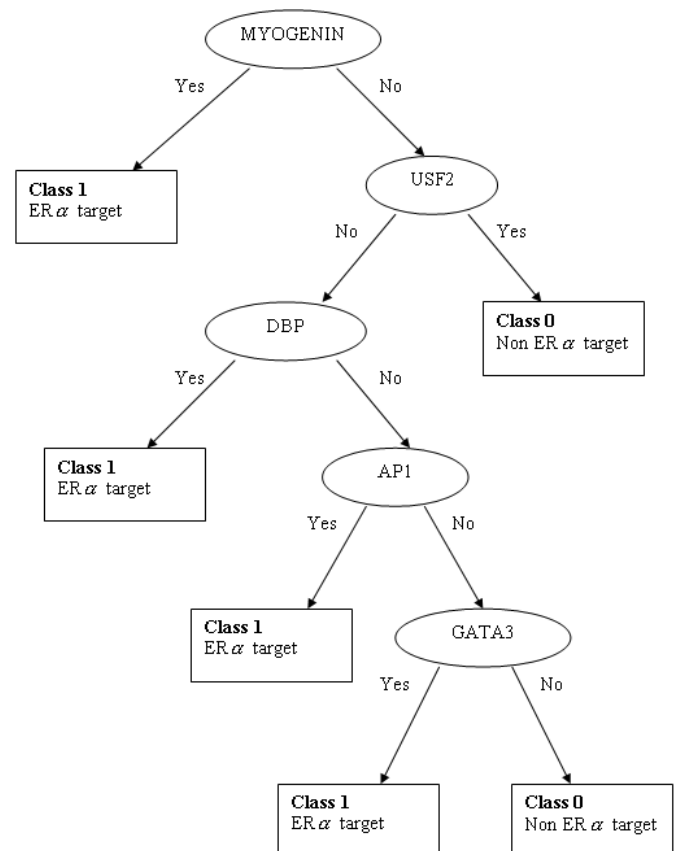 MYOGENIN
Yes
No
Class 1
ER α target
USF2
No
Yes
DBP
Class 0
Non ER α target
Yes
No
Class 1
ER α target
AP1
Yes
No
Class 1
ER α target
GATA3
Yes
No
Class 1
ER α target
Class 0
Non ER α target